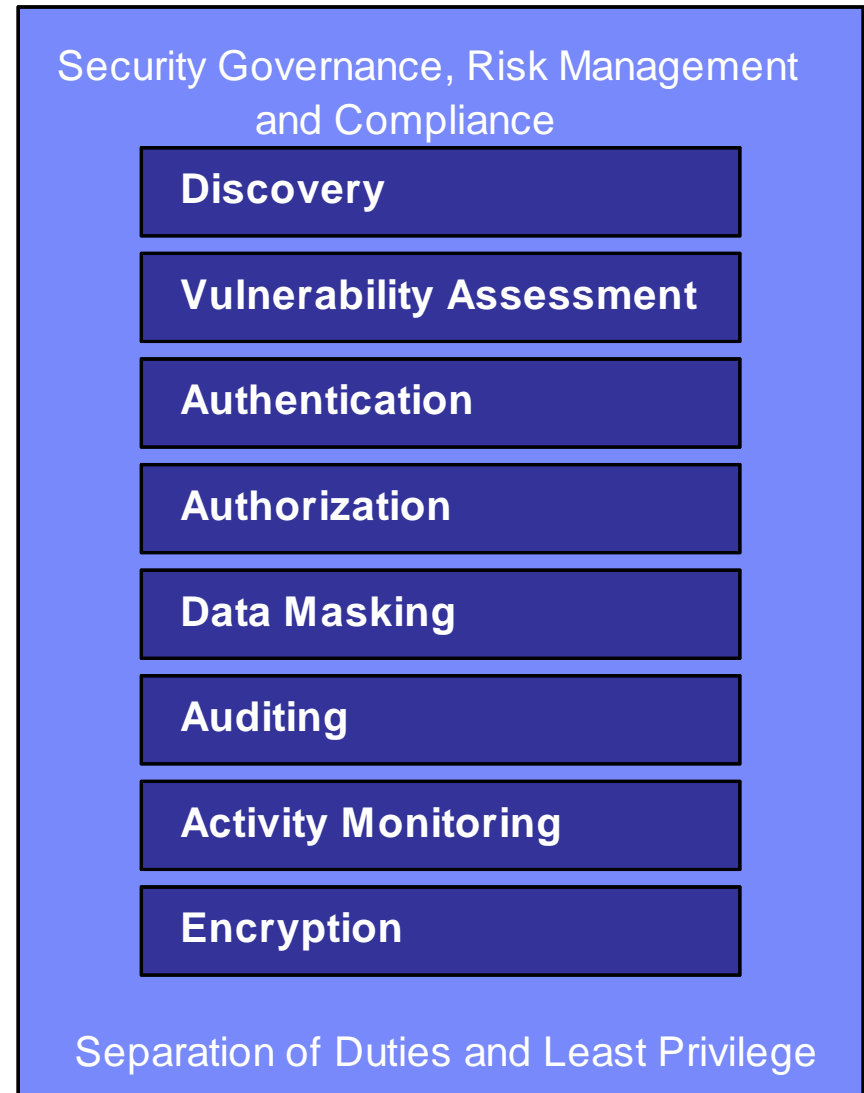 Security Governance, Risk Management
and Compliance
Discovery
Vulnerability Assessment
Authentication
Authorization
Data Masking
Auditing
Activity Monitoring
Encryption
Separation of Duties and Least Privilege